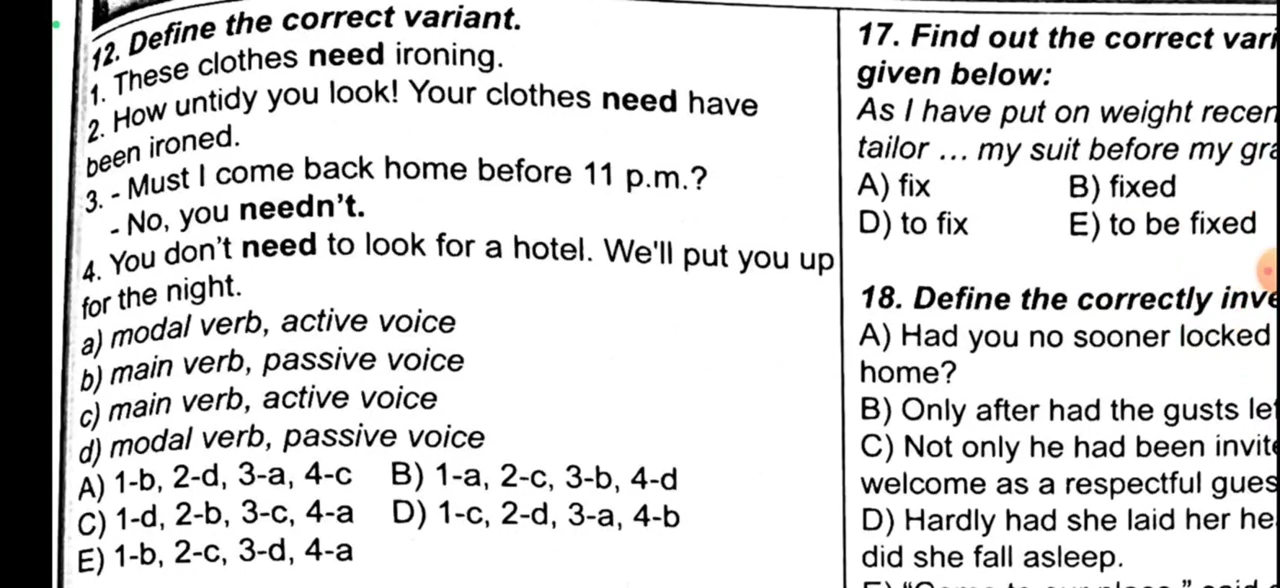 12. Define the correct variant.
1. These clothes need ironing.
2. How untidy you look! Your clothes need have
been ironed.
3. - Must I come back home before 11 p.m.?
- No, you needn't.
4. You don't need to look for a hotel. We'll put you up
for the night.
a) modal verb, active voice
b) main verb, passive voice
c) main verb, active voice
d) modal verb, passive voice
A) 1-b, 2-d, 3-a, 4-c B) 1-a, 2-c, 3-b, 4-d
C) 1-d, 2-b, 3-c, 4-a D) 1-c, 2-d, 3-a, 4-b
E) 1-b, 2-c, 3-d, 4-a
17. Find out the correct vari
given below:
As I have put on weight recen
tailor ... my suit before my gra
A) fix B) fixed
D) to fix E) to be fixed
18. Define the correctly inve
A) Had you no sooner locked
home?
B) Only after had the gusts le
C) Not only he had been invite
welcome as a respectful gues
D) Hardly had she laid her he
did she fall asleep.